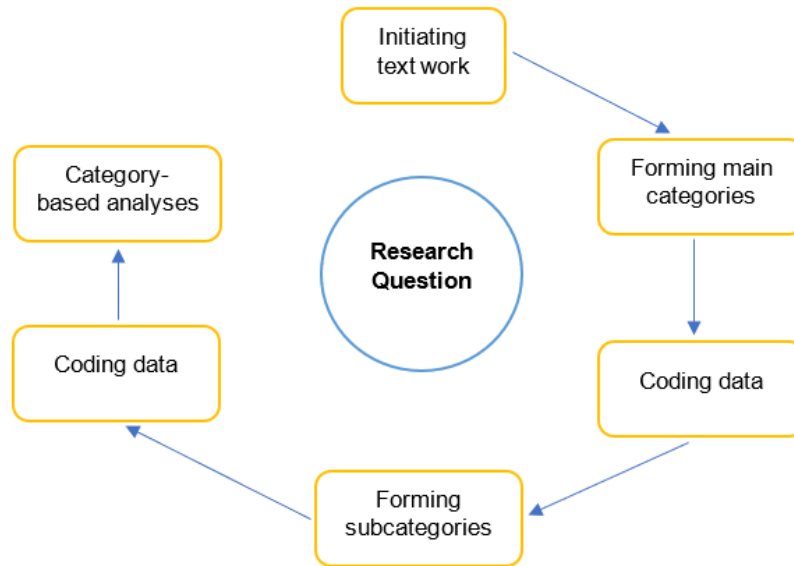 Initiating
text work
Forming main
categories
Coding data
Forming
subcategories
Coding data
Category-
based analyses
Research
Question